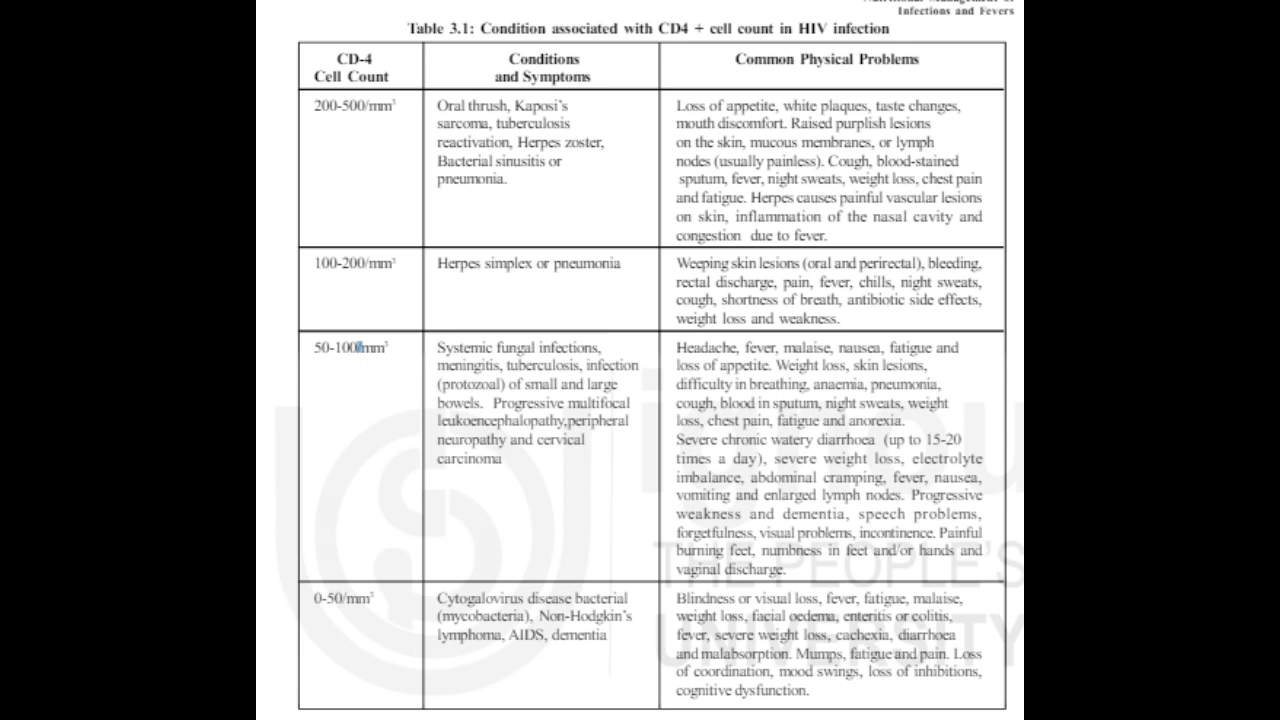 Nutritional Management of
Infections and Fevers
Table 3.1: Condition associated with CD4 + cell count in HIV infection
CD-4
Cell Count
Conditions
and Symptoms
Common Physical Problems
200-500/mm³
Oral thrush, Kaposi's
sarcoma, tuberculosis
reactivation, Herpes zoster,
Bacterial sinusitis or
pneumonia.
Loss of appetite, white plaques, taste changes,
mouth discomfort. Raised purplish lesions
on the skin, mucous membranes, or lymph
nodes (usually painless). Cough, blood-stained
sputum, fever, night sweats, weight loss, chest pain
and fatigue. Herpes causes painful vascular lesions
on skin, inflammation of the nasal cavity and
congestion due to fever.
100-200/mm³
Herpes simplex or pneumonia
Weeping skin lesions (oral and perirectal), bleeding,
rectal discharge, pain, fever, chills, night sweats,
cough, shortness of breath, antibiotic side effects,
weight loss and weakness.
50-100/mm³
Systemic fungal infections,
meningitis, tuberculosis, infection
(protozoal) of small and large
bowels. Progressive multifocal
leukoencephalopathy,peripheral
neuropathy and cervical
carcinoma
Headache, fever, malaise, nausea, fatigue and
loss of appetite. Weight loss, skin lesions,
difficulty in breathing, anaemia, pneumonia,
cough, blood in sputum, night sweats, weight
loss, chest pain, fatigue and anorexia.
Severe chronic watery diarrhoea (up to 15-20
times a day), severe weight loss, electrolyte
imbalance, abdominal cramping, fever, nausea,
vomiting and enlarged lymph nodes. Progressive
weakness and dementia, speech problems,
forgetfulness, visual problems, incontinence. Painful
burning feet, numbness in feet and/or hands and
vaginal discharge.
0-50/mm³
Cytogalovirus disease bacterial
(mycobacteria), Non-Hodgkin's
lymphoma, AIDS, dementia
Blindness or visual loss, fever, fatigue, malaise,
weight loss, facial oedema, enteritis or colitis,
fever, severe weight loss, cachexia, diarrhoea
and malabsorption. Mumps, fatigue and pain. Loss
of coordination, mood swings, loss of inhibitions,
cognitive dysfunction.
THE PEOPLE'S
UNIVERSITY